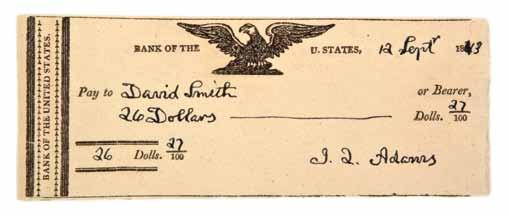 BANK OF THE UNITED STATES.
BANK OF THE U. STATES, 12 Septr 1843
Pay to David Smith or Bearer,
26 Dollars Dolls. 27/100
26 Dolls. 27/100
J. Q. Adams